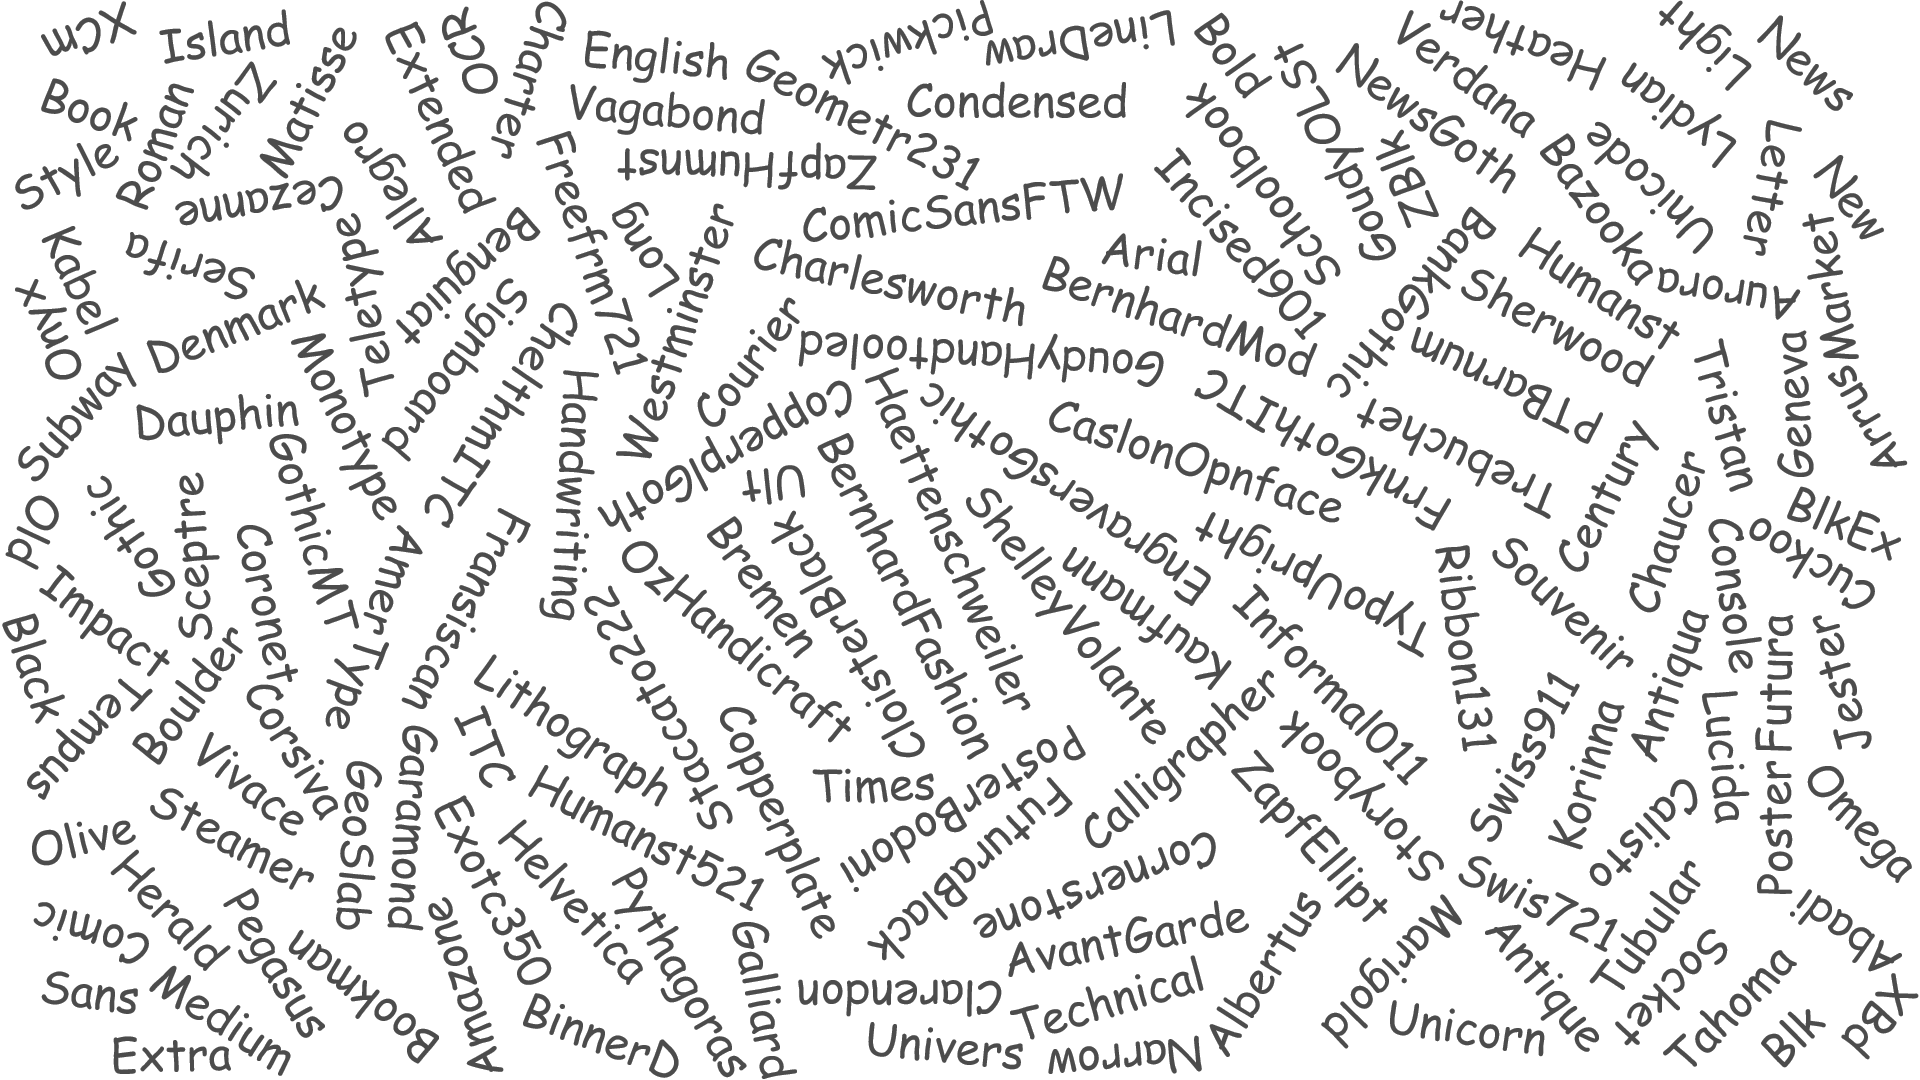 Xcm
Island
Matisse
Extended
OCR
Charter
English
Geometr231
Pickwick
LineDraw
Bold
GoudyOLSt
NewsGoth
Verdana
Heather
Lydian
Light
News
Book
Roman
Zurich
Allegro
Vagabond
Condensed
Schoolbook
ZBlk
Bazooka
Unicode
Letter
New
Style
Cezanne
Teletype
Benguiat
Freefrm721
Long
ZapfHumnst
ComicSansFTW
Incised901
BankGothic
Humanst
Aurora
ArrusMarket
Kabel
Serifa
Signboard
Westminster
Charlesworth
Arial
BernhardMod
Sherwood
Onyx
Denmark
Monotype
ChelthmITC
Courier
GoudyHandtooled
FrnkGothITC
Trebuchet
PTBarnum
Tristan
Geneva
Subway
Dauphin
GothicMT
Handwriting
CopperplGoth
Haettenschweiler
EngraversGothic
CaslonOpnface
Century
Chaucer
BlkEx
Cuckoo
Old
Gothic
Sceptre
Coronet
AmerType
Fransiscan
OzHandicraft
Bremen
Ult
CloisterBlack
BernhardFashion
ShelleyVolante
Kaufmann
TypoUpright
Informal011
Ribbon131
Souvenir
Console
Impact
Black
Tempus
Boulder
Corsiva
Garamond
ITC
Lithograph
Staccato222
Copperplate
Times
PosterBodoni
Calligrapher
Storybook
Swiss911
Korinna
Antiqua
Lucida
Futura
Poster
Jester
Vivace
Steamer
GeoSlab
Exotc350
Humanst521
Helvetica
FuturaBlack
ZapfEllipt
Calisto
Omega
Olive
Herald
Pegasus
Bookman
Amazone
Pythagoras
Galliard
Cornerstone
AvantGarde
Albertus
Marigold
Swis721
Antique
Tubular
Socket
Abadi
Comic
Sans
Medium
Extra
BinnerD
Clarendon
Univers
Technical
Narrow
Unicorn
Tahoma
Blk
XBd